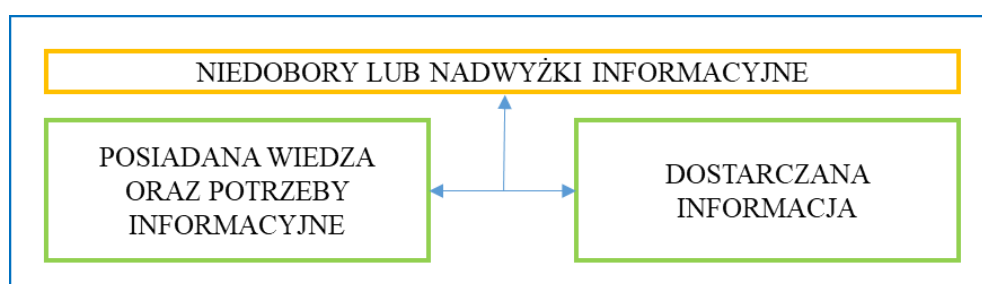 NIEDOBORY LUB NADWYŻKI INFORMACYJNE
POSIADANA WIEDZA
ORAZ POTRZEBY
INFORMACYJNE
DOSTARCZANA
INFORMACJA